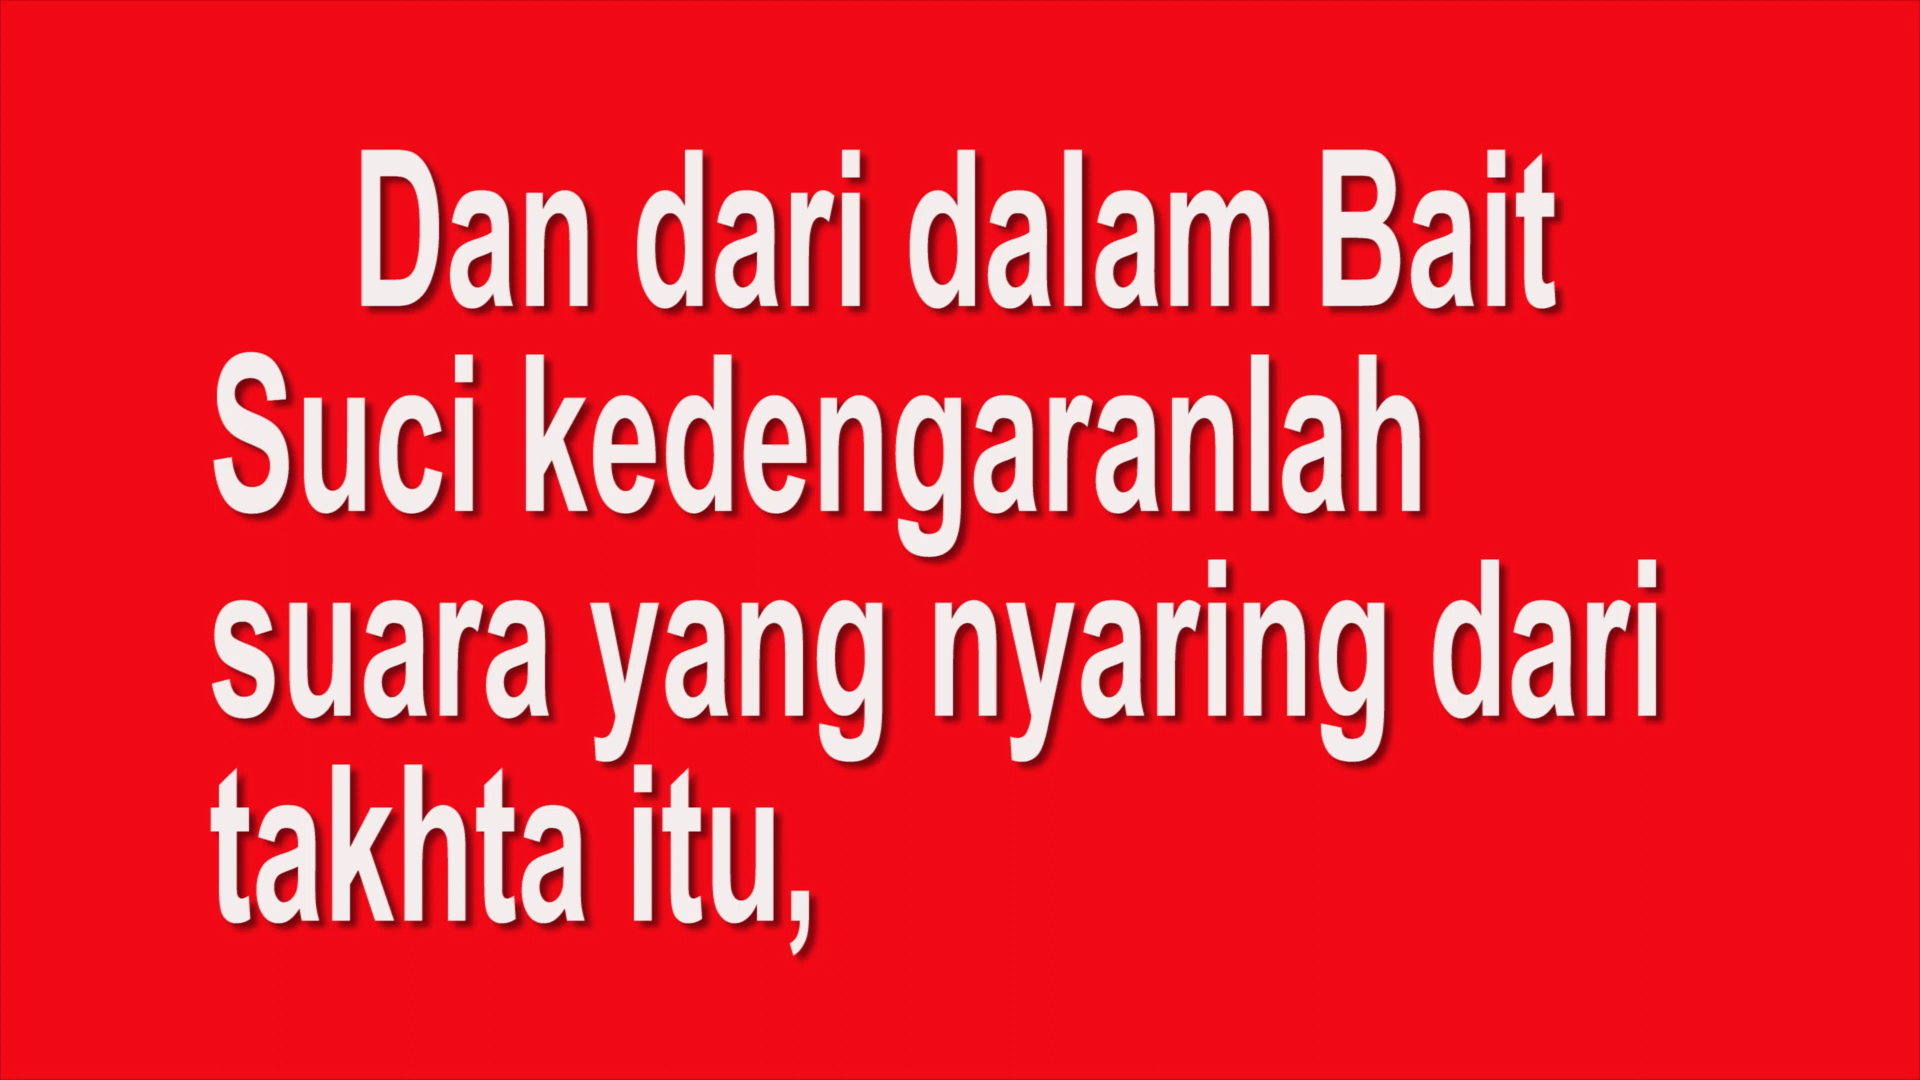 Dan dari dalam Bait
Suci kedengaranlah
suara yang nyaring dari
takhta itu,